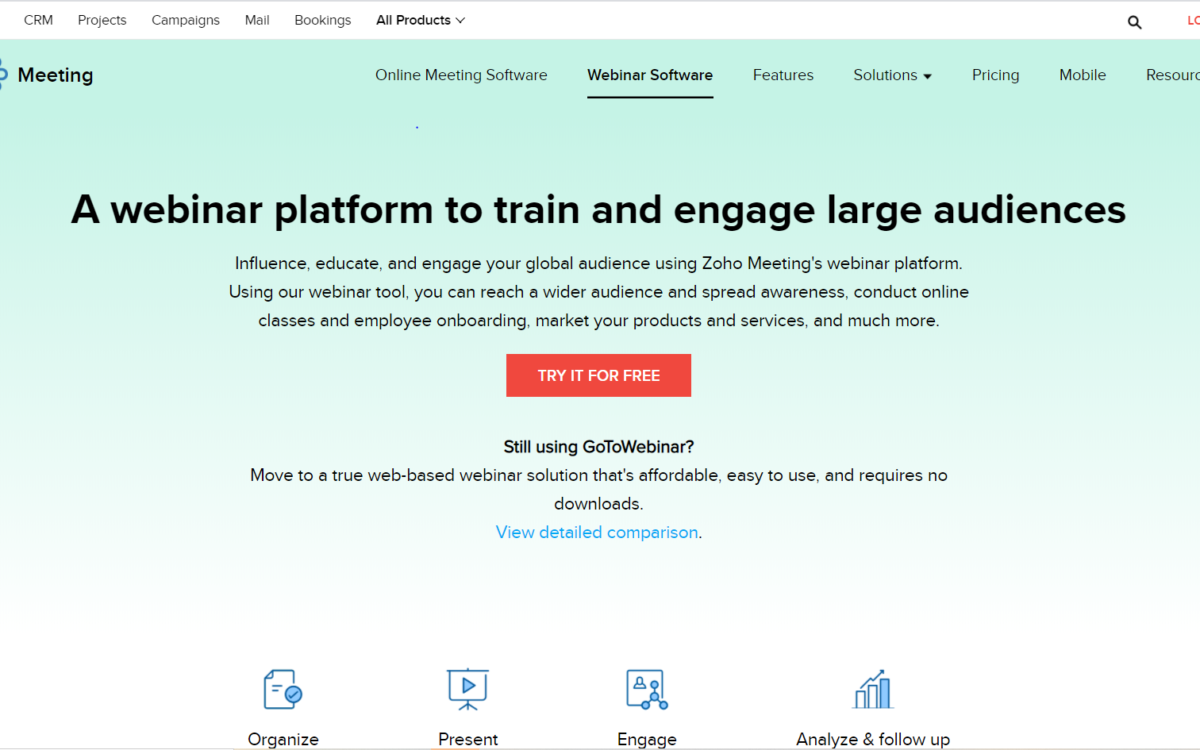 CRM Projects Campaigns Mail Bookings All Products
Meeting Online Meeting Software Webinar Software Features Solutions Pricing Mobile
A webinar platform to train and engage large audiences
Influence, educate, and engage your global audience using Zoho Meeting's webinar platform.
Using our webinar tool, you can reach a wider audience and spread awareness, conduct online
classes and employee onboarding, market your products and services, and much more.
TRY IT FOR FREE
Still using GoToWebinar?
Move to a true web-based webinar solution that's affordable, easy to use, and requires no
downloads.
View detailed comparison.
Organize Present Engage Analyze & follow up